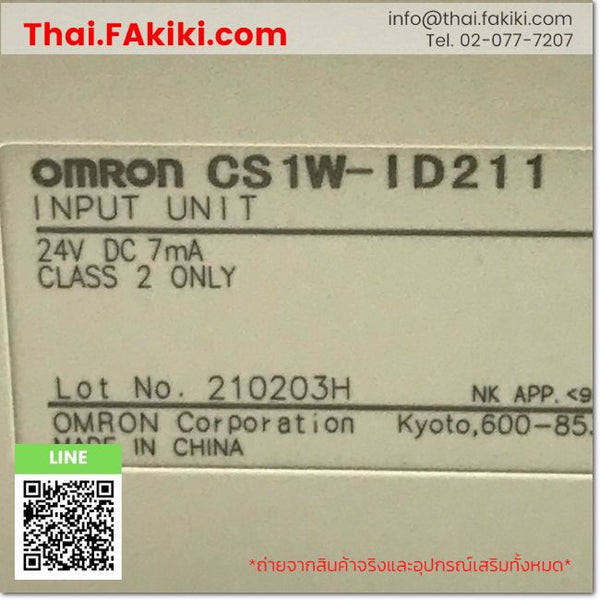 Thai.FAkiki.com
info@thai.fakiki.com
Tel. 02-077-7207
OMRON CS1W-ID211
INPUT UNIT
24V DC 7mA
CLASS 2 ONLY
Lot No. 210203H
NK APP.<9
OMRON Corporation Kyoto,600-85
MADE IN CHINA
LINE
*ถ่ายจากสินค้าจริงและอุปกรณ์เสริมทั้งหมด*